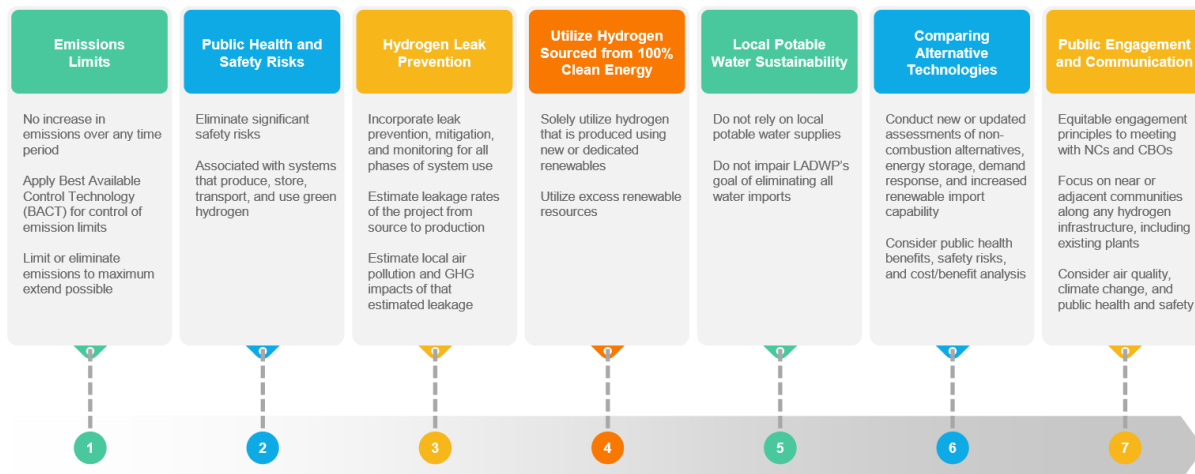 Emissions
Limits
No increase in
emissions over any time
period
Apply Best Available
Control Technology
(BACT) for control of
emission limits
Limit or eliminate
emissions to maximum
extend possible
1
Public Health and
Safety Risks
Eliminate significant
safety risks
Associated with systems
that produce, store,
transport, and use green
hydrogen
2
Hydrogen Leak
Prevention
Incorporate leak
prevention, mitigation,
and monitoring for all
phases of system use
Estimate leakage rates
of the project from
source to production
Estimate local air
pollution and GHG
impacts of that
estimated leakage
3
Utilize Hydrogen
Sourced from 100%
Clean Energy
Solely utilize hydrogen
that is produced using
new or dedicated
renewables
Utilize excess renewable
resources
4
Local Potable
Water Sustainability
Do not rely on local
potable water supplies
Do not impair LADWP's
goal of eliminating all
water imports
5
Comparing
Alternative
Technologies
Conduct new or updated
assessments of non-
combustion alternatives,
energy storage, demand
response, and increased
renewable import
capability
Consider public health
benefits, safety risks,
and cost/benefit analysis
6
Public Engagement
and Communication
Equitable engagement
principles to meeting
with NCs and CBOs
Focus on near or
adjacent communities
along any hydrogen
infrastructure, including
existing plants
Consider air quality,
climate change, and
public health and safety
7